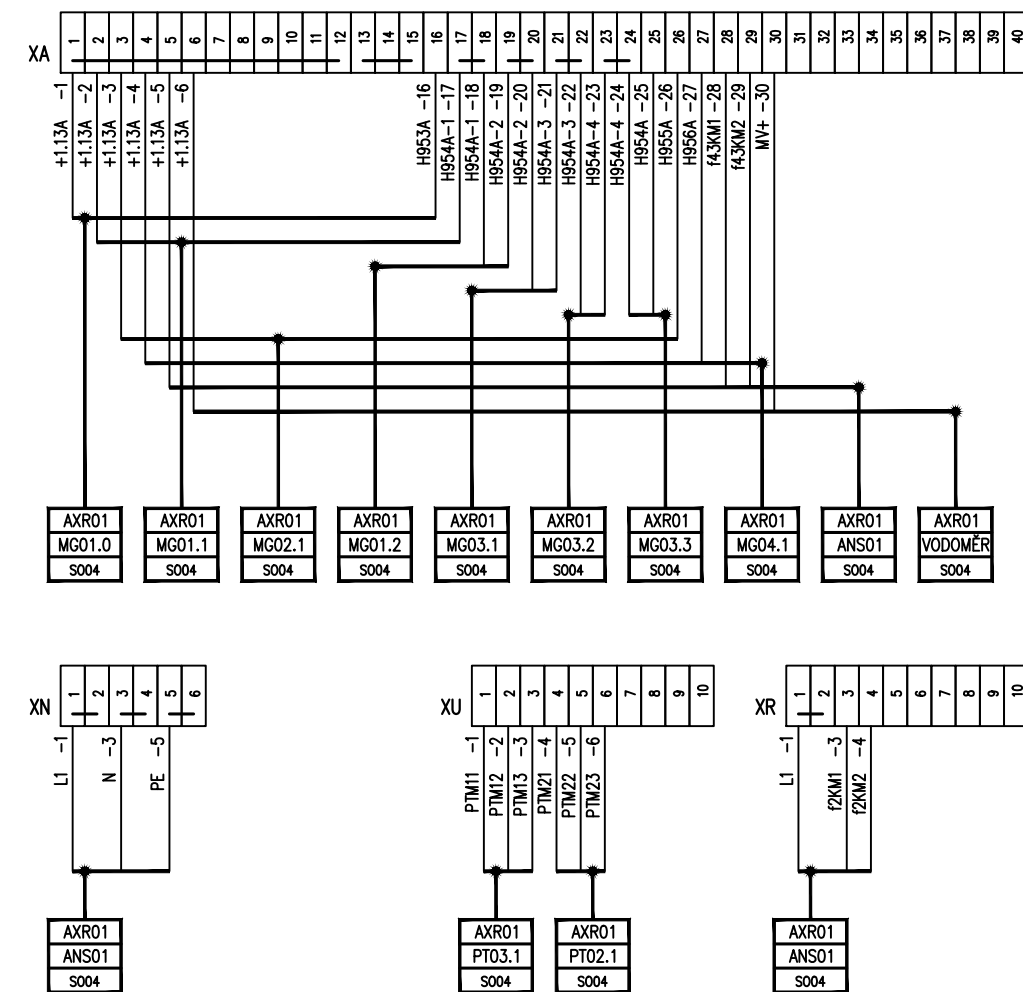 XA 1 2 3 4 5 6 7 8 9 10 11 12 13 14 15 16 17 18 19 20 21 22 23 24 25 26 27 28 29 30 31 32 33 34 35 36 37 38 39 40
+1.13A -1
+1.13A -2
+1.13A -3
+1.13A -4
+1.13A -5
+1.13A -6
H953A -16
H954A-1 -17
H954A-1 -18
H954A-2 -19
H954A-2 -20
H954A-3 -21
H954A-3 -22
H954A-4 -23
H954A-4 -24
H954A -25
H955A -26
H956A -27
f43KM1 -28
f43KM2 -29
MV+ -30
AXR01 AXR01 AXR01 AXR01 AXR01 AXR01 AXR01 AXR01 AXR01 AXR01
MG01.0 MG01.1 MG02.1 MG01.2 MG03.1 MG03.2 MG03.3 MG04.1 ANS01 VODOMĚR
S004 S004 S004 S004 S004 S004 S004 S004 S004 S004
XN 1 2 3 4 5 6
L1 -1
N -3
PE -5
AXR01
ANS01
S004
XU 1 2 3 4 5 6 7 8 9 10
PTM11 -1
PTM12 -2
PTM13 -3
PTM21 -4
PTM22 -5
PTM23 -6
AXR01 AXR01
PT03.1 PT02.1
S004 S004
XR 1 2 3 4 5 6 7 8 9 10
L1 -1
f2KM1 -3
f2KM2 -4
AXR01
ANS01
S004